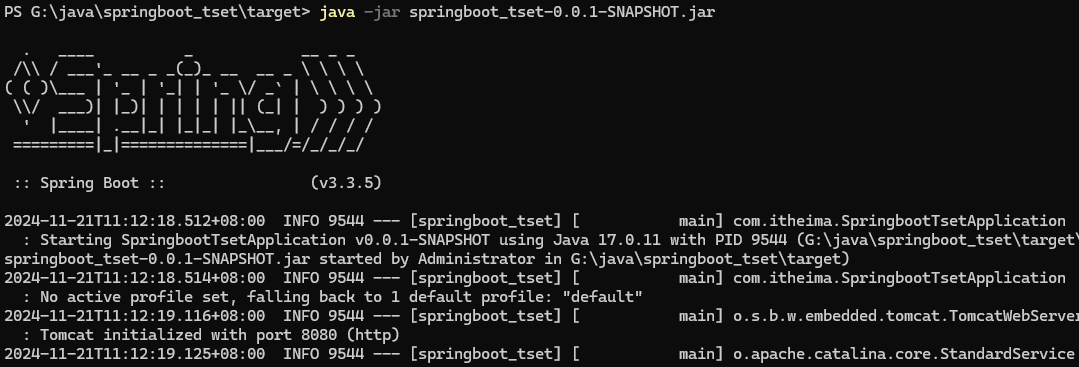 PS G:\java\springboot_tset\target> java -jar springboot_tset-0.0.1-SNAPSHOT.jar
  .   ____          _            __ _ _
 /\\ / ___'_ __ _ _(_)_ __  __ _ \ \ \ \
( ( )\___ | '_ | '_| | '_ \/ _` | \ \ \ \
 \\/  ___)| |_)| | | | | || (_| |  ) ) ) )
  '  |____| .__|_| |_|_| |_\__, | / / / /
 =========|_|==============|___/=/_/_/_/
 :: Spring Boot ::                (v3.3.5)
2024-11-21T11:12:18.512+08:00  INFO 9544 --- [springboot_tset] [           main] com.itheima.SpringbootTsetApplication
  : Starting SpringbootTsetApplication v0.0.1-SNAPSHOT using Java 17.0.11 with PID 9544 (G:\java\springboot_tset\target\
springboot_tset-0.0.1-SNAPSHOT.jar started by Administrator in G:\java\springboot_tset\target)
2024-11-21T11:12:18.514+08:00  INFO 9544 --- [springboot_tset] [           main] com.itheima.SpringbootTsetApplication
  : No active profile set, falling back to 1 default profile: "default"
2024-11-21T11:12:19.116+08:00  INFO 9544 --- [springboot_tset] [           main] o.s.b.w.embedded.tomcat.TomcatWebServer
  : Tomcat initialized with port 8080 (http)
2024-11-21T11:12:19.125+08:00  INFO 9544 --- [springboot_tset] [           main] o.apache.catalina.core.StandardService